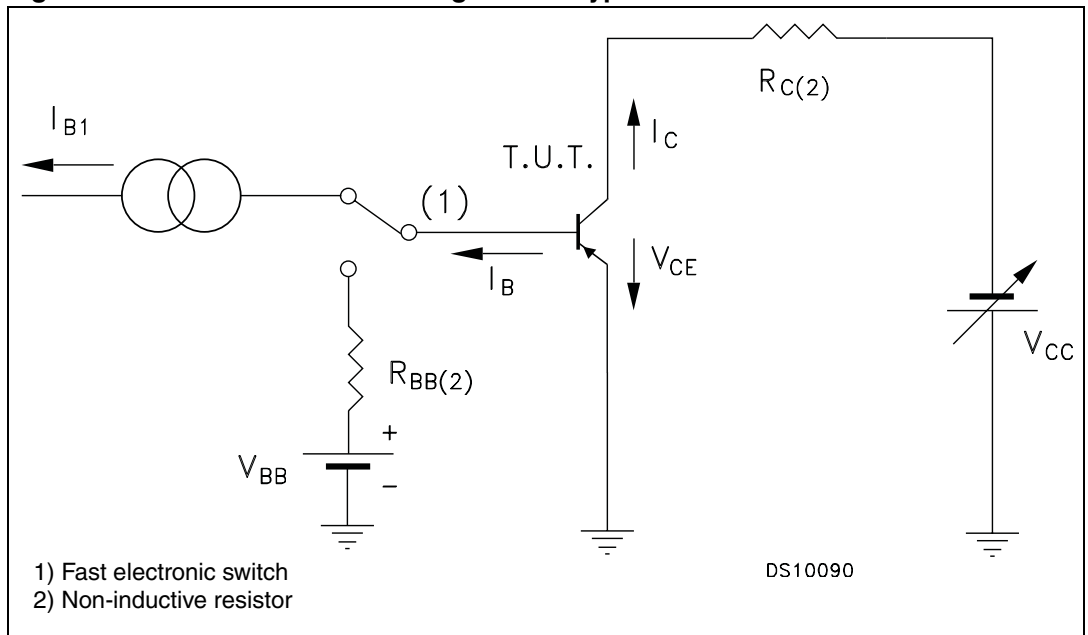 I B1
R C(2)
I C
T.U.T.
(1)
V CE
I B
V CC
R BB(2)
+
V BB
−
DS10090
1) Fast electronic switch
2) Non-inductive resistor